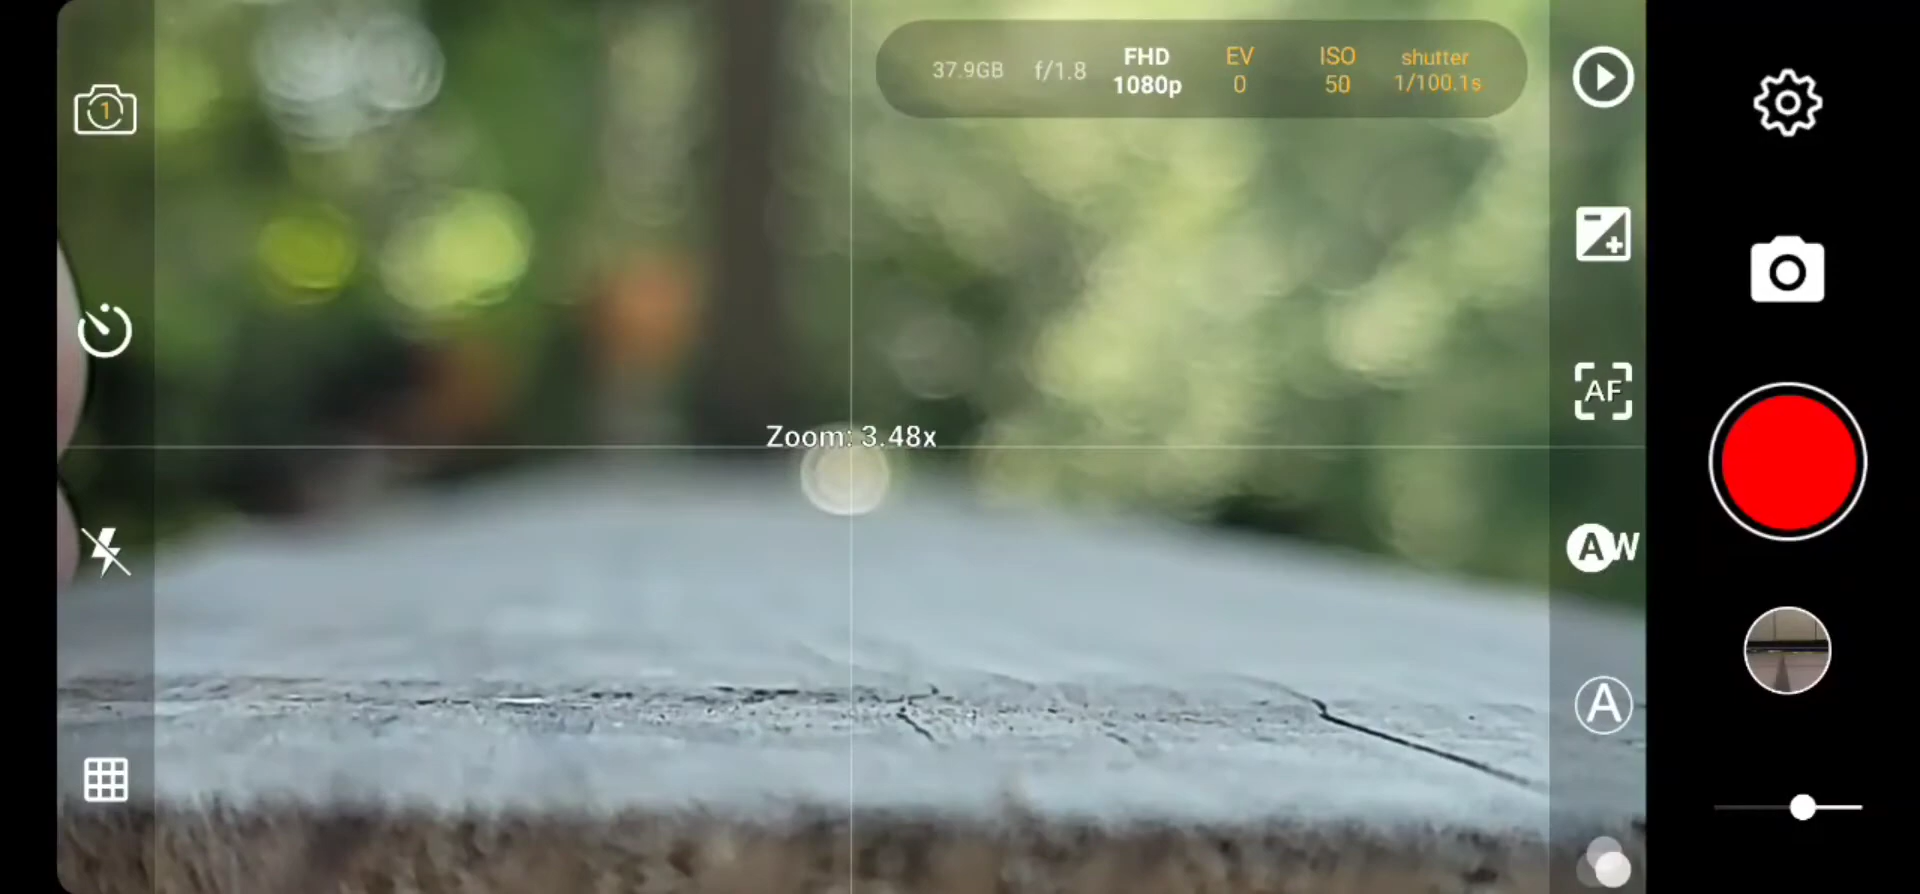 1
37.9GB
f/1.8
FHD
1080p
EV
0
ISO
50
shutter
1/100.1s
AF
Zoom: 3.48x
AW
A